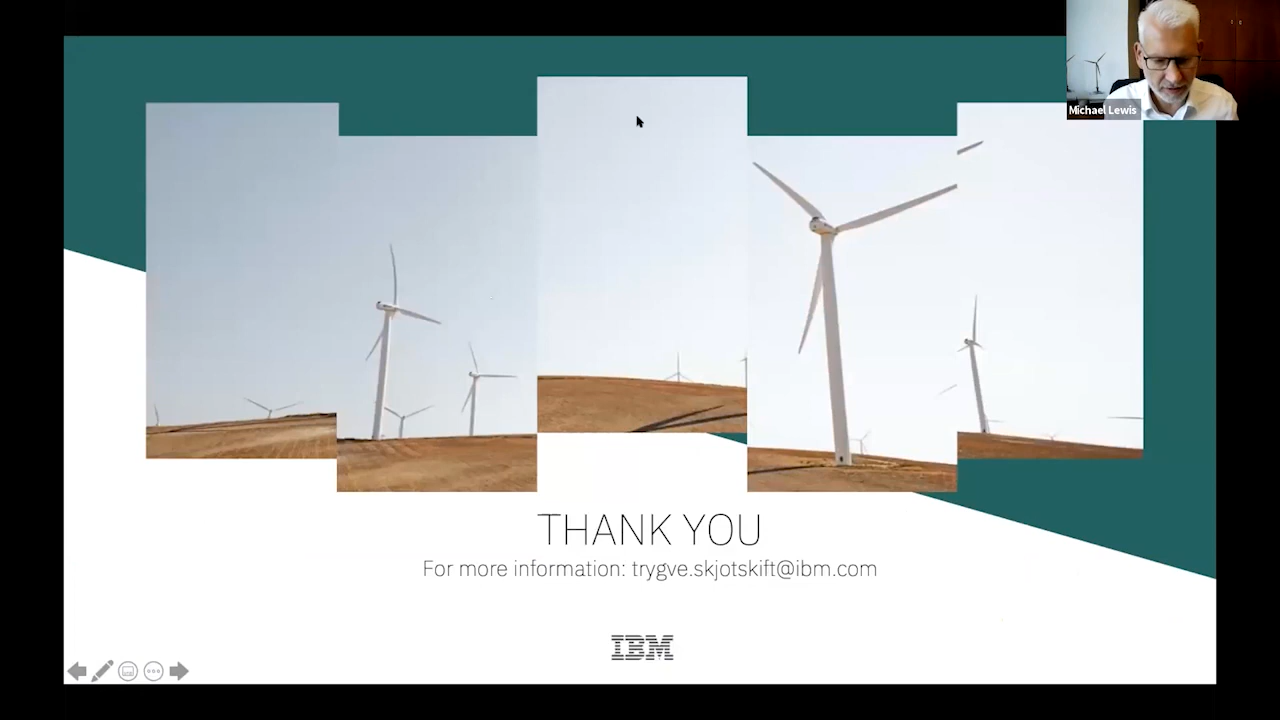 Michael Lewis
THANK YOU
For more information: trygve.skjotskift@ibm.com
IBM